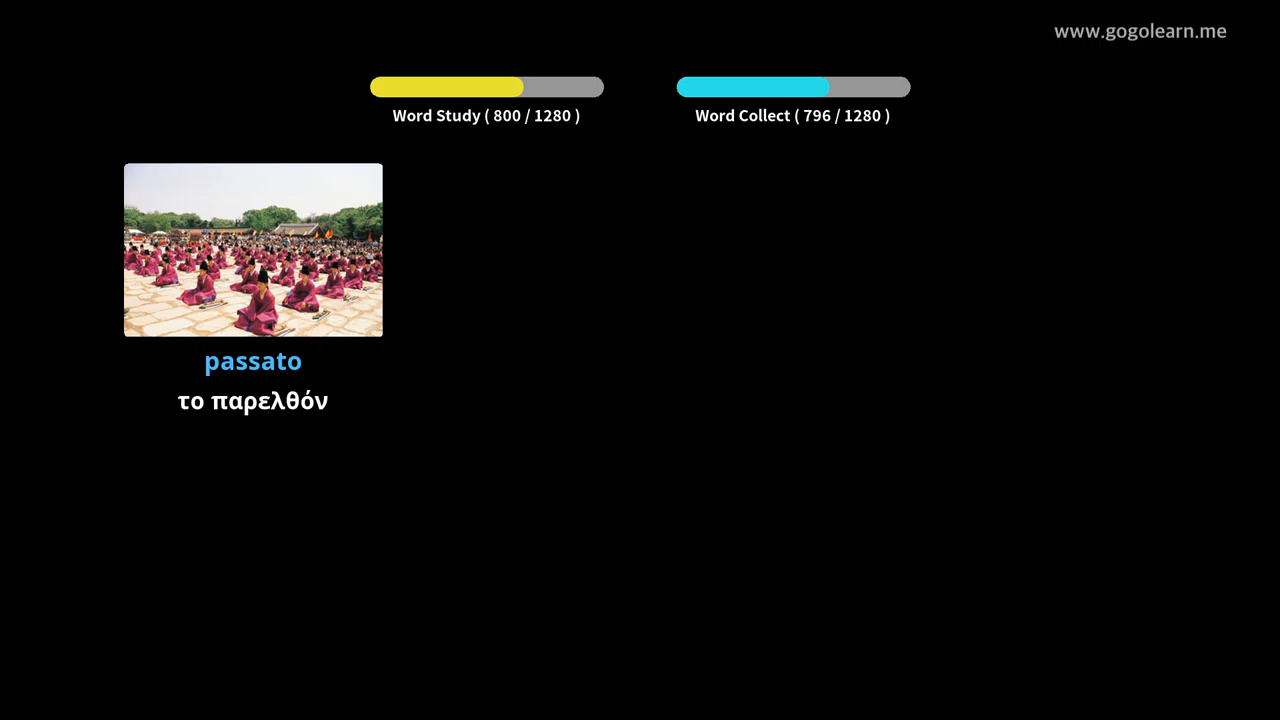 www.gogolearn.me
Word Study ( 800 / 1280 )
Word Collect ( 796 / 1280 )
passato
το παρελθόν